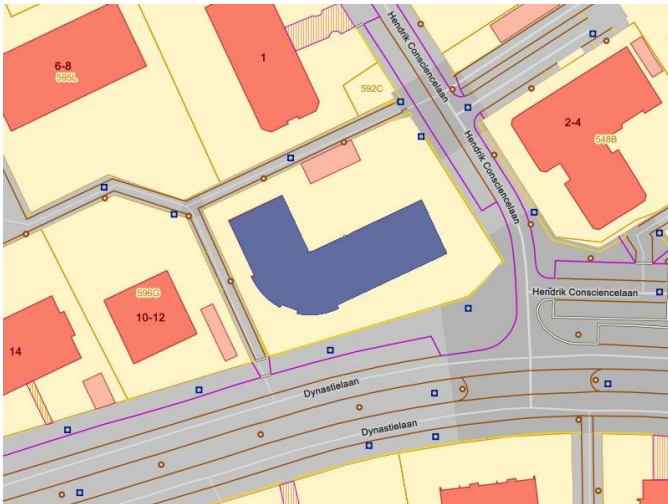 Hendrik Consciencelaan
6-8
595L
1
592C
2-4
548B
Hendrik Consciencelaan
Hendrik Consciencelaan
596G
10-12
14
Dynastielaan
Dynastielaan